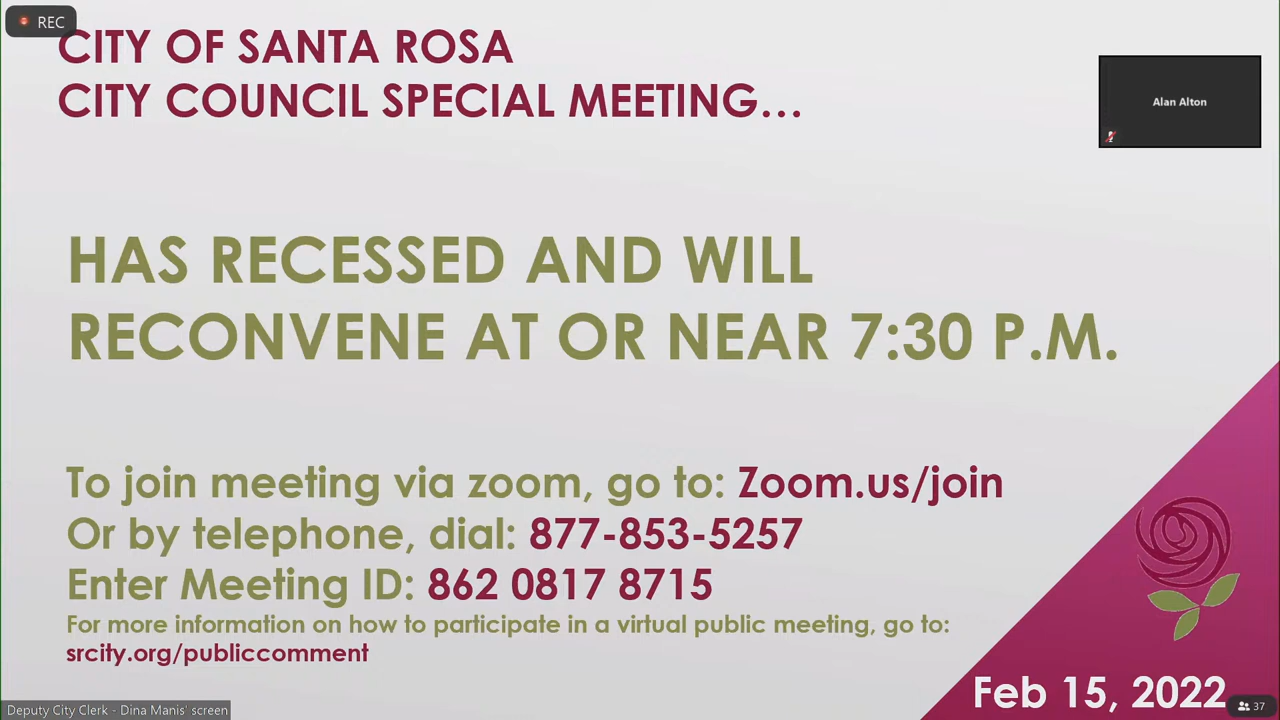 REC
CITY OF SANTA ROSA
CITY COUNCIL SPECIAL MEETING…
Alan Alton
HAS RECESSED AND WILL
RECONVENE AT OR NEAR 7:30 P.M.
To join meeting via zoom, go to: Zoom.us/join
Or by telephone, dial: 877-853-5257
Enter Meeting ID: 862 0817 8715
For more information on how to participate in a virtual public meeting, go to:
srcity.org/publiccomment
Feb 15, 2022
Deputy City Clerk - Dina Manis' screen
37